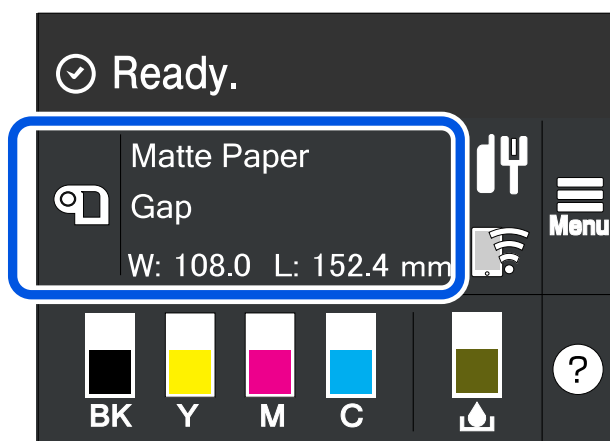 Ready.
Matte Paper
Gap
W: 108.0 L: 152.4 mm
Menu
BK Y M C
?